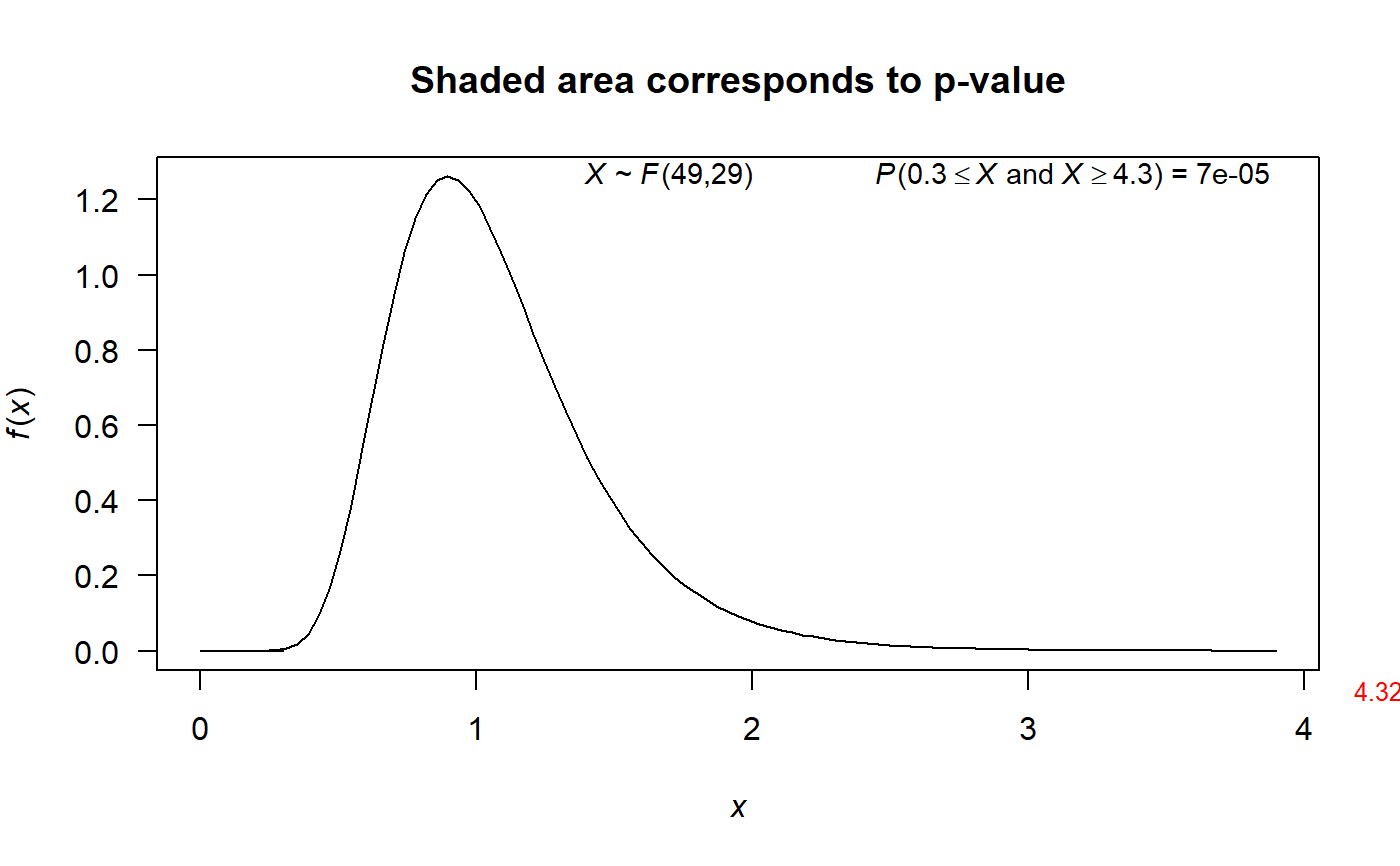 Shaded area corresponds to p-value
X ~ F(49,29) P(0.3 ≤ X and X ≥ 4.3) = 7e-05
f(x)
1.2
1.0
0.8
0.6
0.4
0.2
0.0
0 1 2 3 4
4.32
x